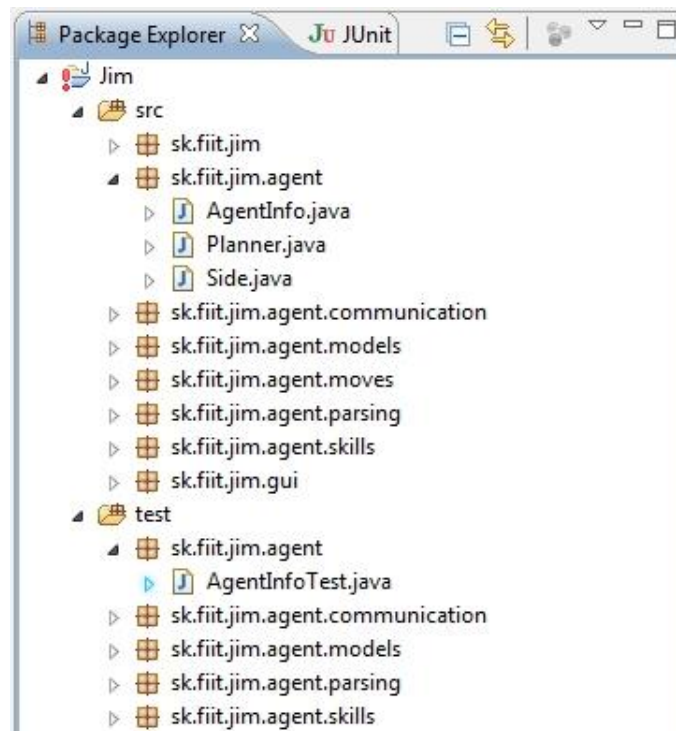 Package Explorer JUnit
Jim
src
sk.fiit.jim
sk.fiit.jim.agent
AgentInfo.java
Planner.java
Side.java
sk.fiit.jim.agent.communication
sk.fiit.jim.agent.models
sk.fiit.jim.agent.moves
sk.fiit.jim.agent.parsing
sk.fiit.jim.agent.skills
sk.fiit.jim.gui
test
sk.fiit.jim.agent
AgentInfoTest.java
sk.fiit.jim.agent.communication
sk.fiit.jim.agent.models
sk.fiit.jim.agent.parsing
sk.fiit.jim.agent.skills